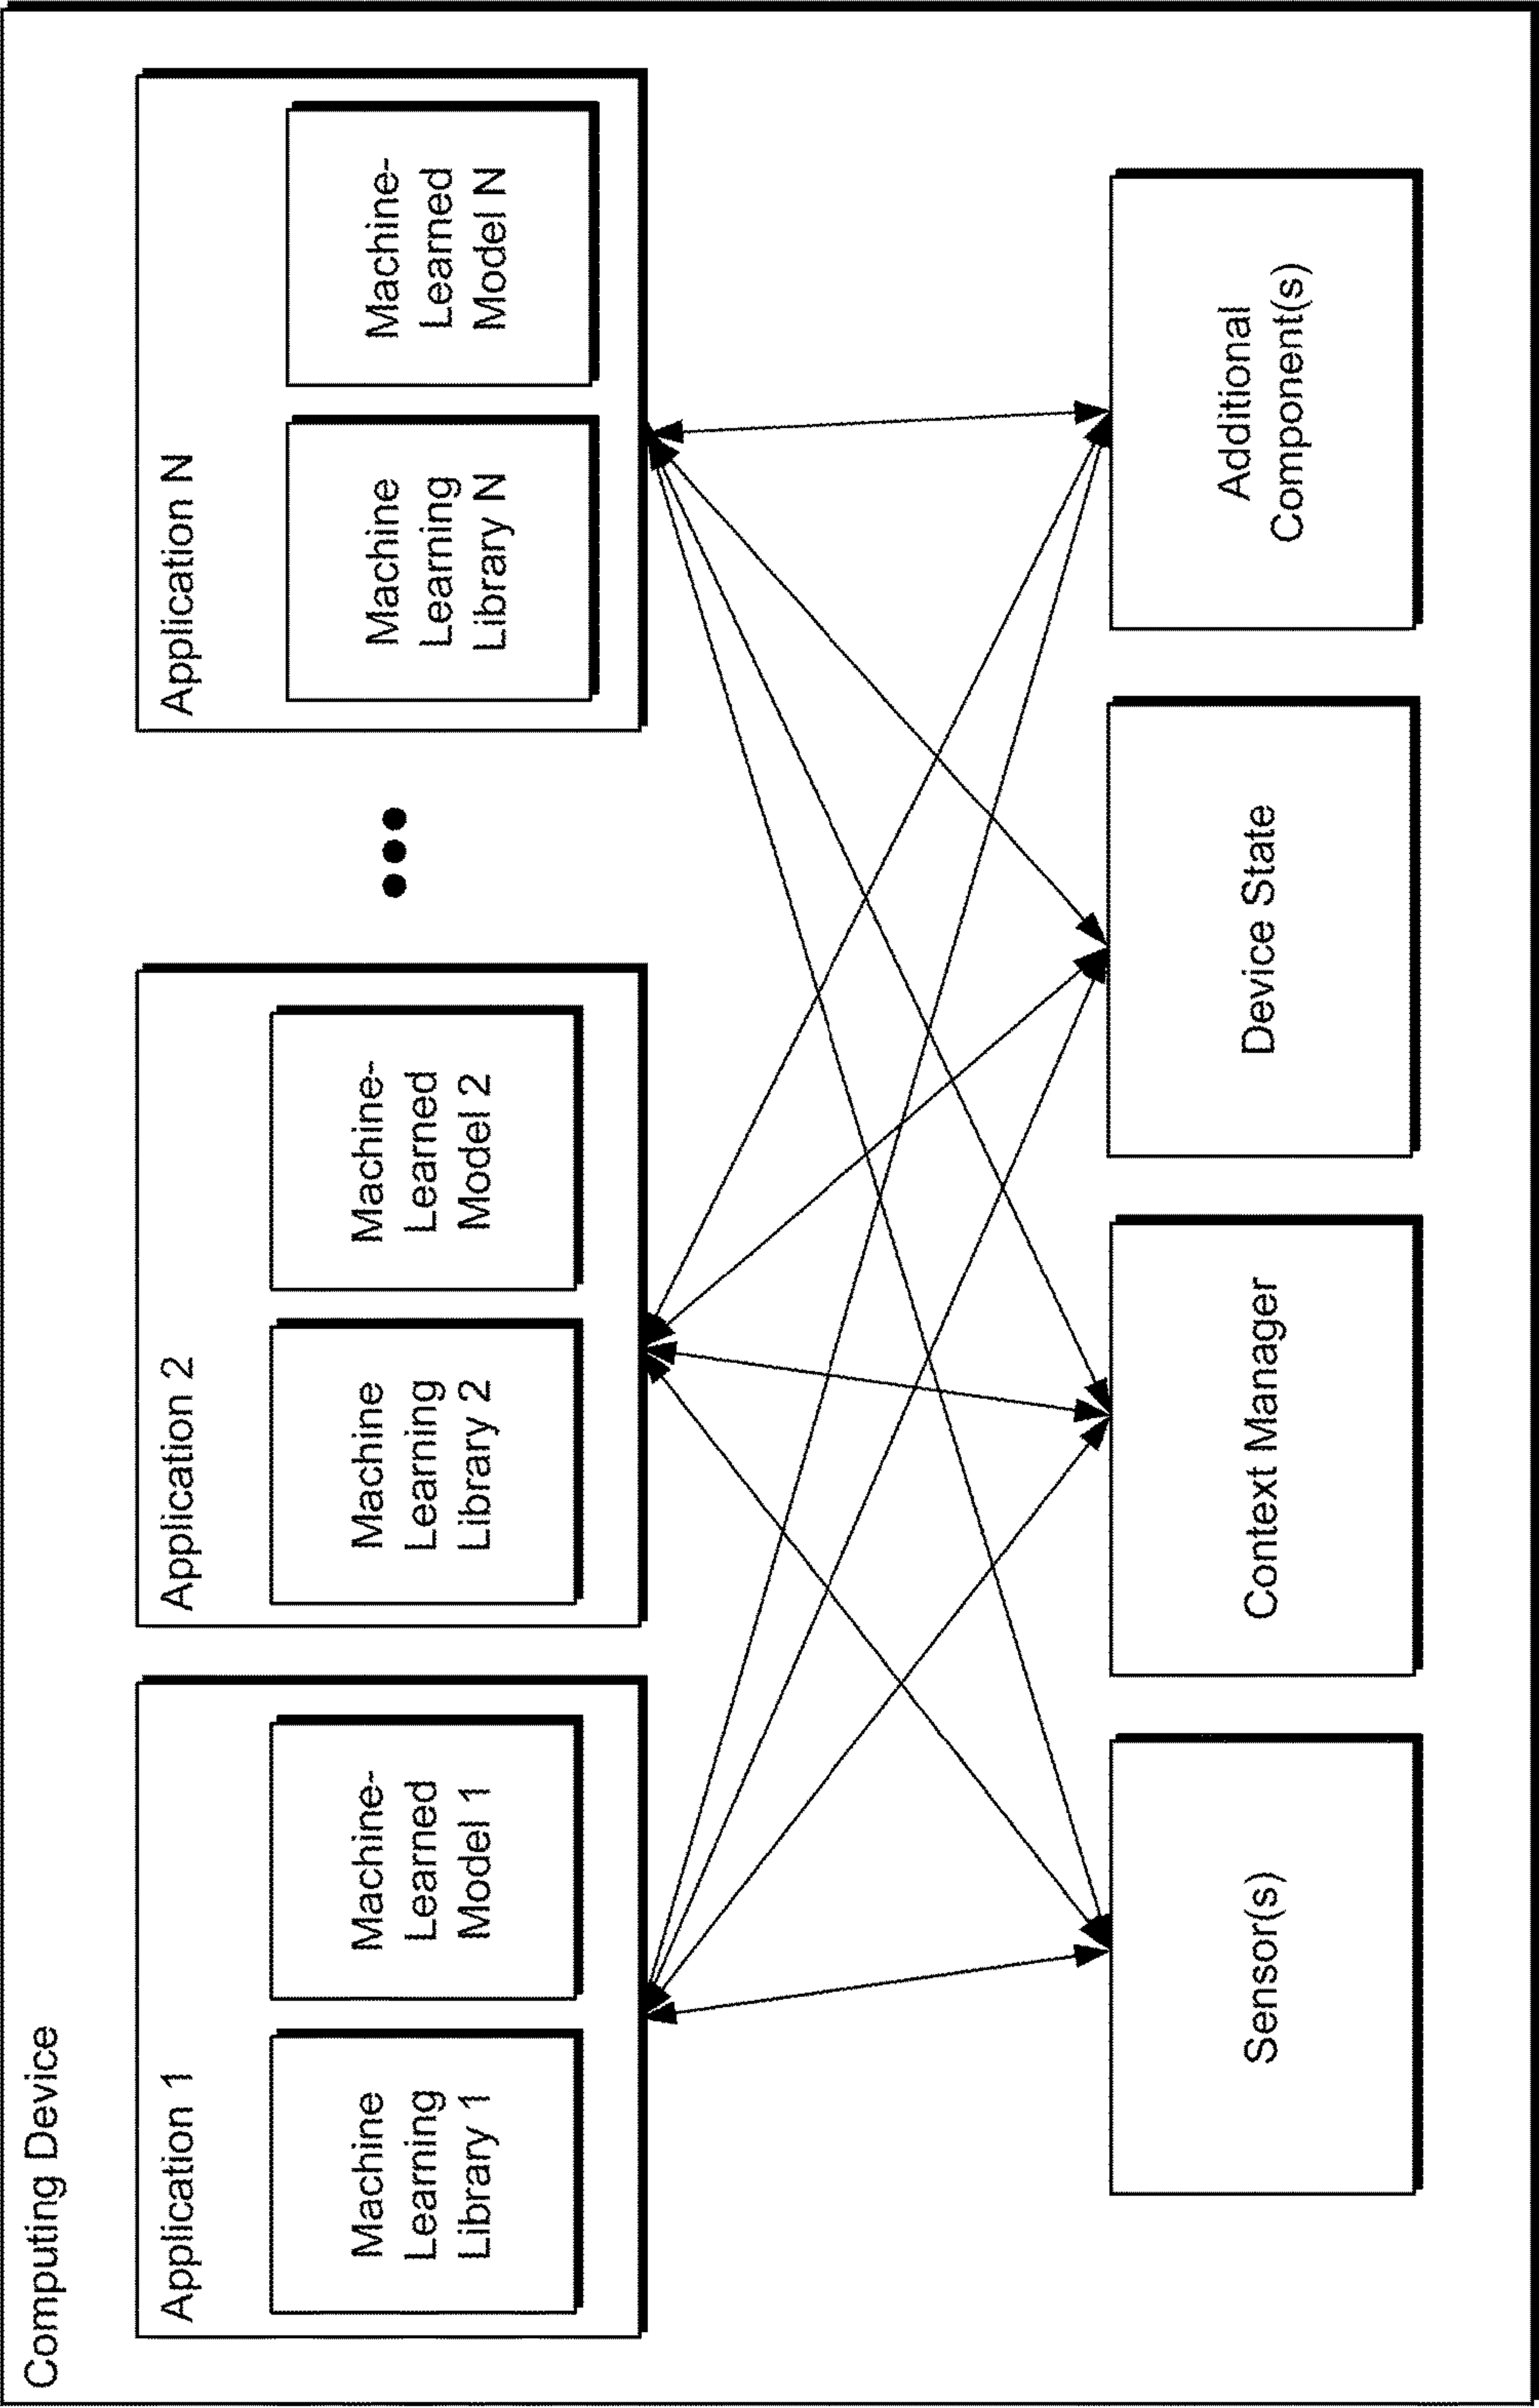 Computing Device
Application 1
Machine
Learning
Library 1
Machine-
Learned
Model 1
Application 2
Machine
Learning
Library 2
Machine-
Learned
Model 2
Application N
Machine
Learning
Library N
Machine-
Learned
Model N
Sensor(s)
Context Manager
Device State
Additional
Component(s)